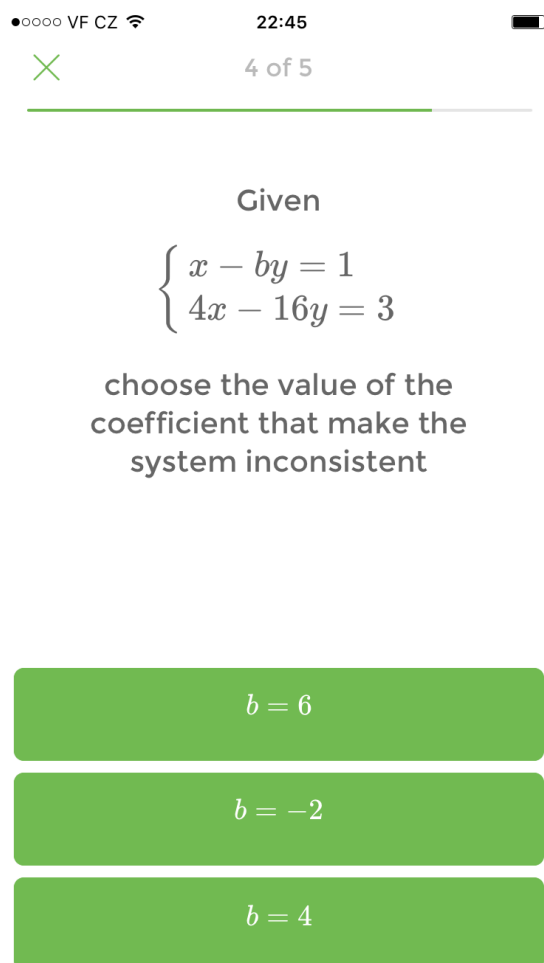 VF CZ 22:45
4 of 5
Given
x − by = 1
4x − 16y = 3
choose the value of the
coefficient that make the
system inconsistent
b = 6
b = −2
b = 4